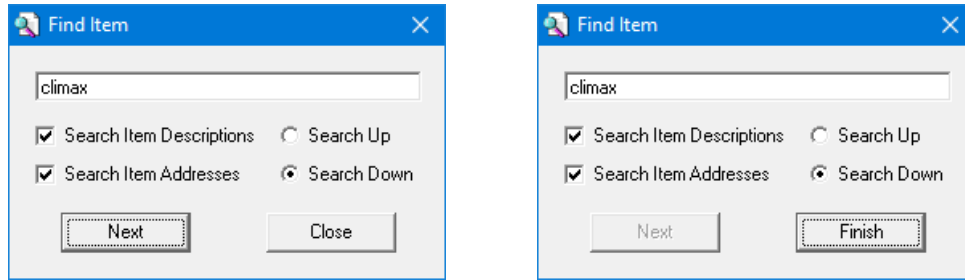 Find Item
climax
Search Item Descriptions Search Up
Search Item Addresses Search Down
Next Close
Find Item
climax
Search Item Descriptions Search Up
Search Item Addresses Search Down
Next Finish